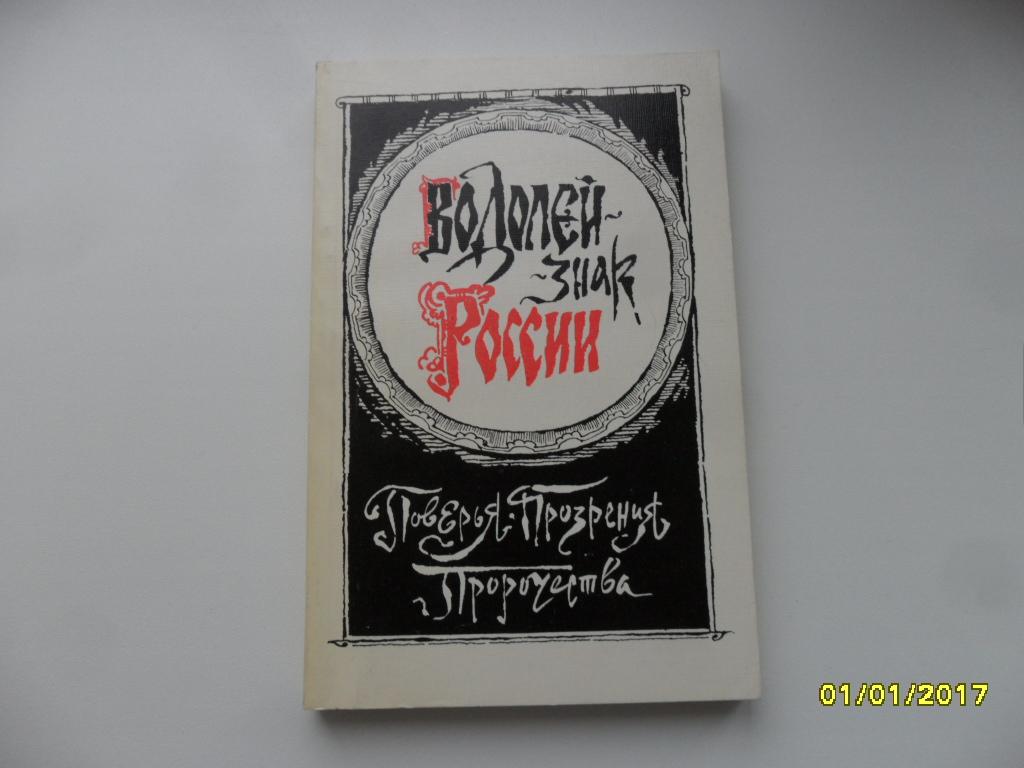 Водолей-
-знак
России
Поверья·Прозрения
Пророчества
01/01/2017